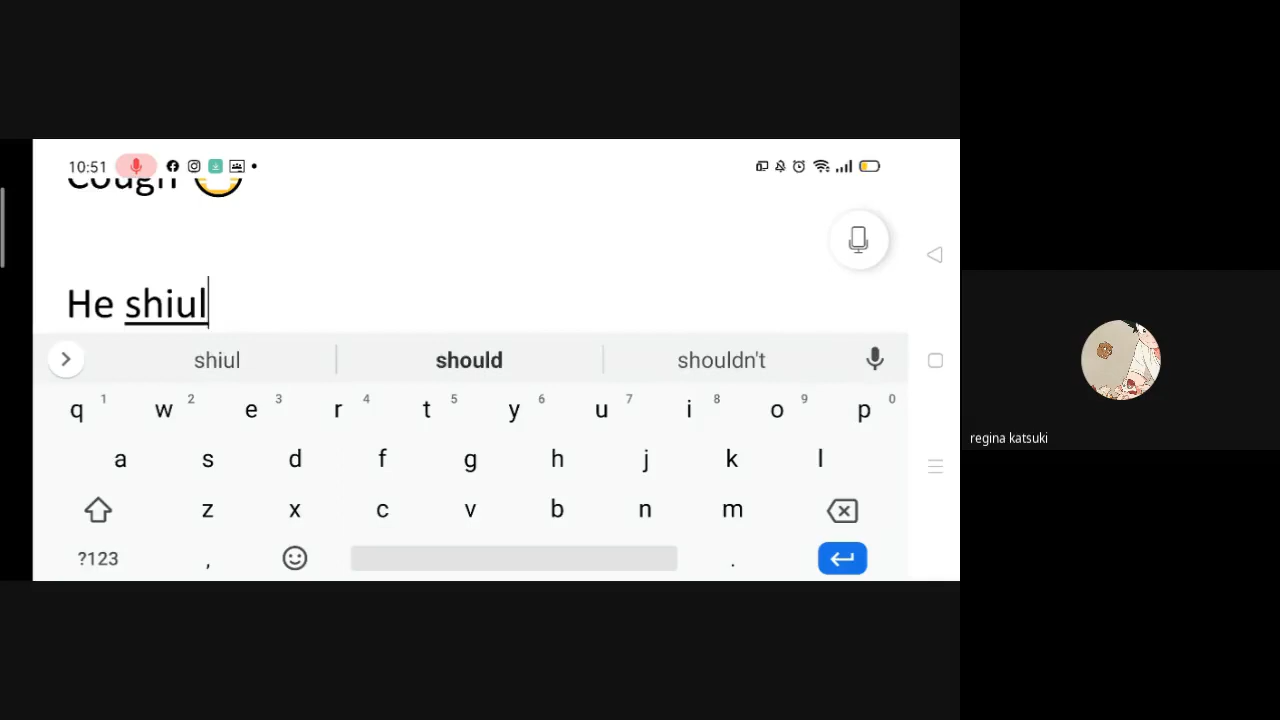 10:51
Cough
He shiul
shiul should shouldn't
q 1 w 2 e 3 r 4 t 5 y 6 u 7 i 8 o 9 p 0
a s d f g h j k l
z x c v b n m
?123 , .
regina katsuki